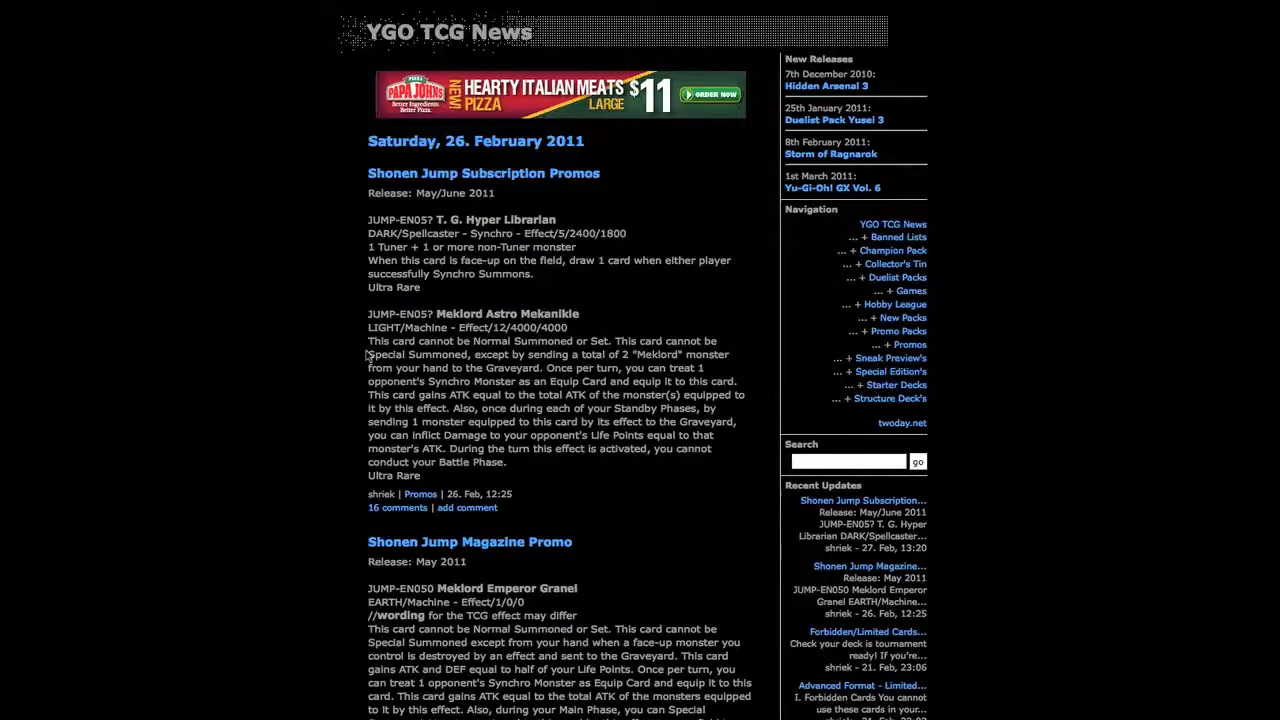 YGO TCG News
PAPA JOHNS
Better Ingredients.
Better Pizza.
NEW!
HEARTY ITALIAN MEATS
PIZZA LARGE
$11
ORDER NOW
Saturday, 26. February 2011
Shonen Jump Subscription Promos
Release: May/June 2011
JUMP-EN05? T. G. Hyper Librarian
DARK/Spellcaster - Synchro - Effect/5/2400/1800
1 Tuner + 1 or more non-Tuner monster
When this card is face-up on the field, draw 1 card when either player
successfully Synchro Summons.
Ultra Rare
JUMP-EN05? Meklord Astro Mekanikle
LIGHT/Machine - Effect/12/4000/4000
This card cannot be Normal Summoned or Set. This card cannot be
Special Summoned, except by sending a total of 2 "Meklord" monster
from your hand to the Graveyard. Once per turn, you can treat 1
opponent's Synchro Monster as an Equip Card and equip it to this card.
This card gains ATK equal to the total ATK of the monster(s) equipped to
it by this effect. Also, once during each of your Standby Phases, by
sending 1 monster equipped to this card by its effect to the Graveyard,
you can Inflict Damage to your opponent's Life Points equal to that
monster's ATK. During the turn this effect is activated, you cannot
conduct your Battle Phase.
Ultra Rare
shriek | Promos | 26. Feb, 12:25
16 comments | add comment
Shonen Jump Magazine Promo
Release: May 2011
JUMP-EN050 Meklord Emperor Granel
EARTH/Machine - Effect/1/0/0
//wording for the TCG effect may differ
This card cannot be Normal Summoned or Set. This card cannot be
Special Summoned except from your hand when a face-up monster you
control is destroyed by an effect and sent to the Graveyard. This card
gains ATK and DEF equal to half of your Life Points. Once per turn, you
can treat 1 opponent's Synchro Monster as Equip Card and equip it to this
card. This card gains ATK equal to the total ATK of the monsters equipped
to it by this effect. Also, during your Main Phase, you can Special
New Releases
7th December 2010:
Hidden Arsenal 3
25th January 2011:
Duelist Pack Yusei 3
8th February 2011:
Storm of Ragnarok
1st March 2011:
Yu-Gi-Oh! GX Vol. 6
Navigation
YGO TCG News
... + Banned Lists
... + Champion Pack
... + Collector's Tin
... + Duelist Packs
... + Games
... + Hobby League
... + New Packs
... + Promo Packs
... + Promos
... + Sneak Preview's
... + Special Edition's
... + Starter Decks
... + Structure Deck's
twoday.net
Search
go
Recent Updates
Shonen Jump Subscription...
Release: May/June 2011
JUMP-EN05? T. G. Hyper
Librarian DARK/Spellcaster...
shriek - 27. Feb, 13:20
Shonen Jump Magazine...
Release: May 2011
JUMP-EN050 Meklord Emperor
Granel EARTH/Machine...
shriek - 26. Feb, 12:25
Forbidden/Limited Cards...
Check your deck is tournament
ready! If you're...
shriek - 21. Feb, 23:06
Advanced Format - Limited...
I. Forbidden Cards You cannot
use these cards in your...